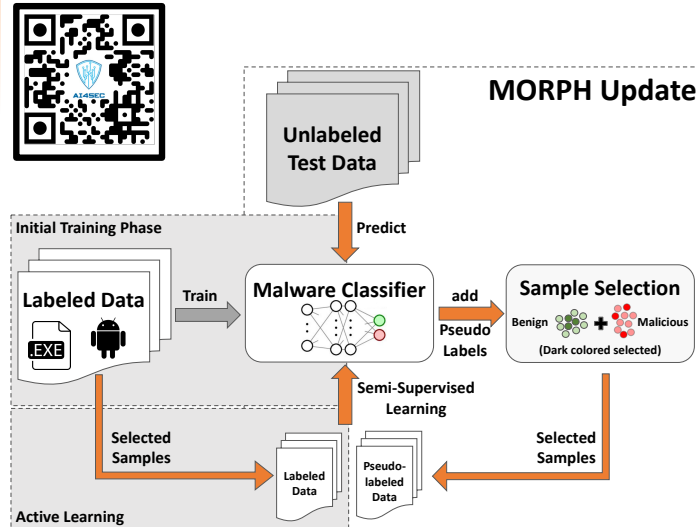 AI4SEC
MORPH Update
Unlabeled
Test Data
Initial Training Phase
Predict
Labeled Data
.EXE
Train
Malware Classifier
add
Pseudo
Labels
Sample Selection
Benign
Malicious
(Dark colored selected)
Semi-Supervised
Learning
Selected
Samples
Labeled
Data
Pseudo-
labeled
Data
Selected
Samples
Active Learning